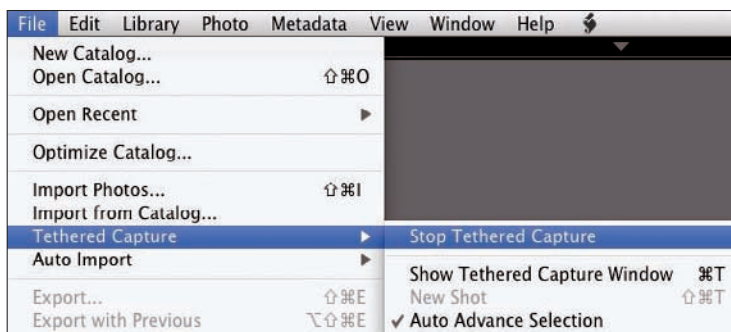 File Edit Library Photo Metadata View Window Help
New Catalog...
Open Catalog... ⇧⌘O
Open Recent ▶
Optimize Catalog...
Import Photos... ⇧⌘I
Import from Catalog...
Tethered Capture ▶
Auto Import ▶
Export... ⇧⌘E
Export with Previous ⌥⇧⌘E
Stop Tethered Capture
Show Tethered Capture Window ⌘T
New Shot ⇧⌘T
✓ Auto Advance Selection